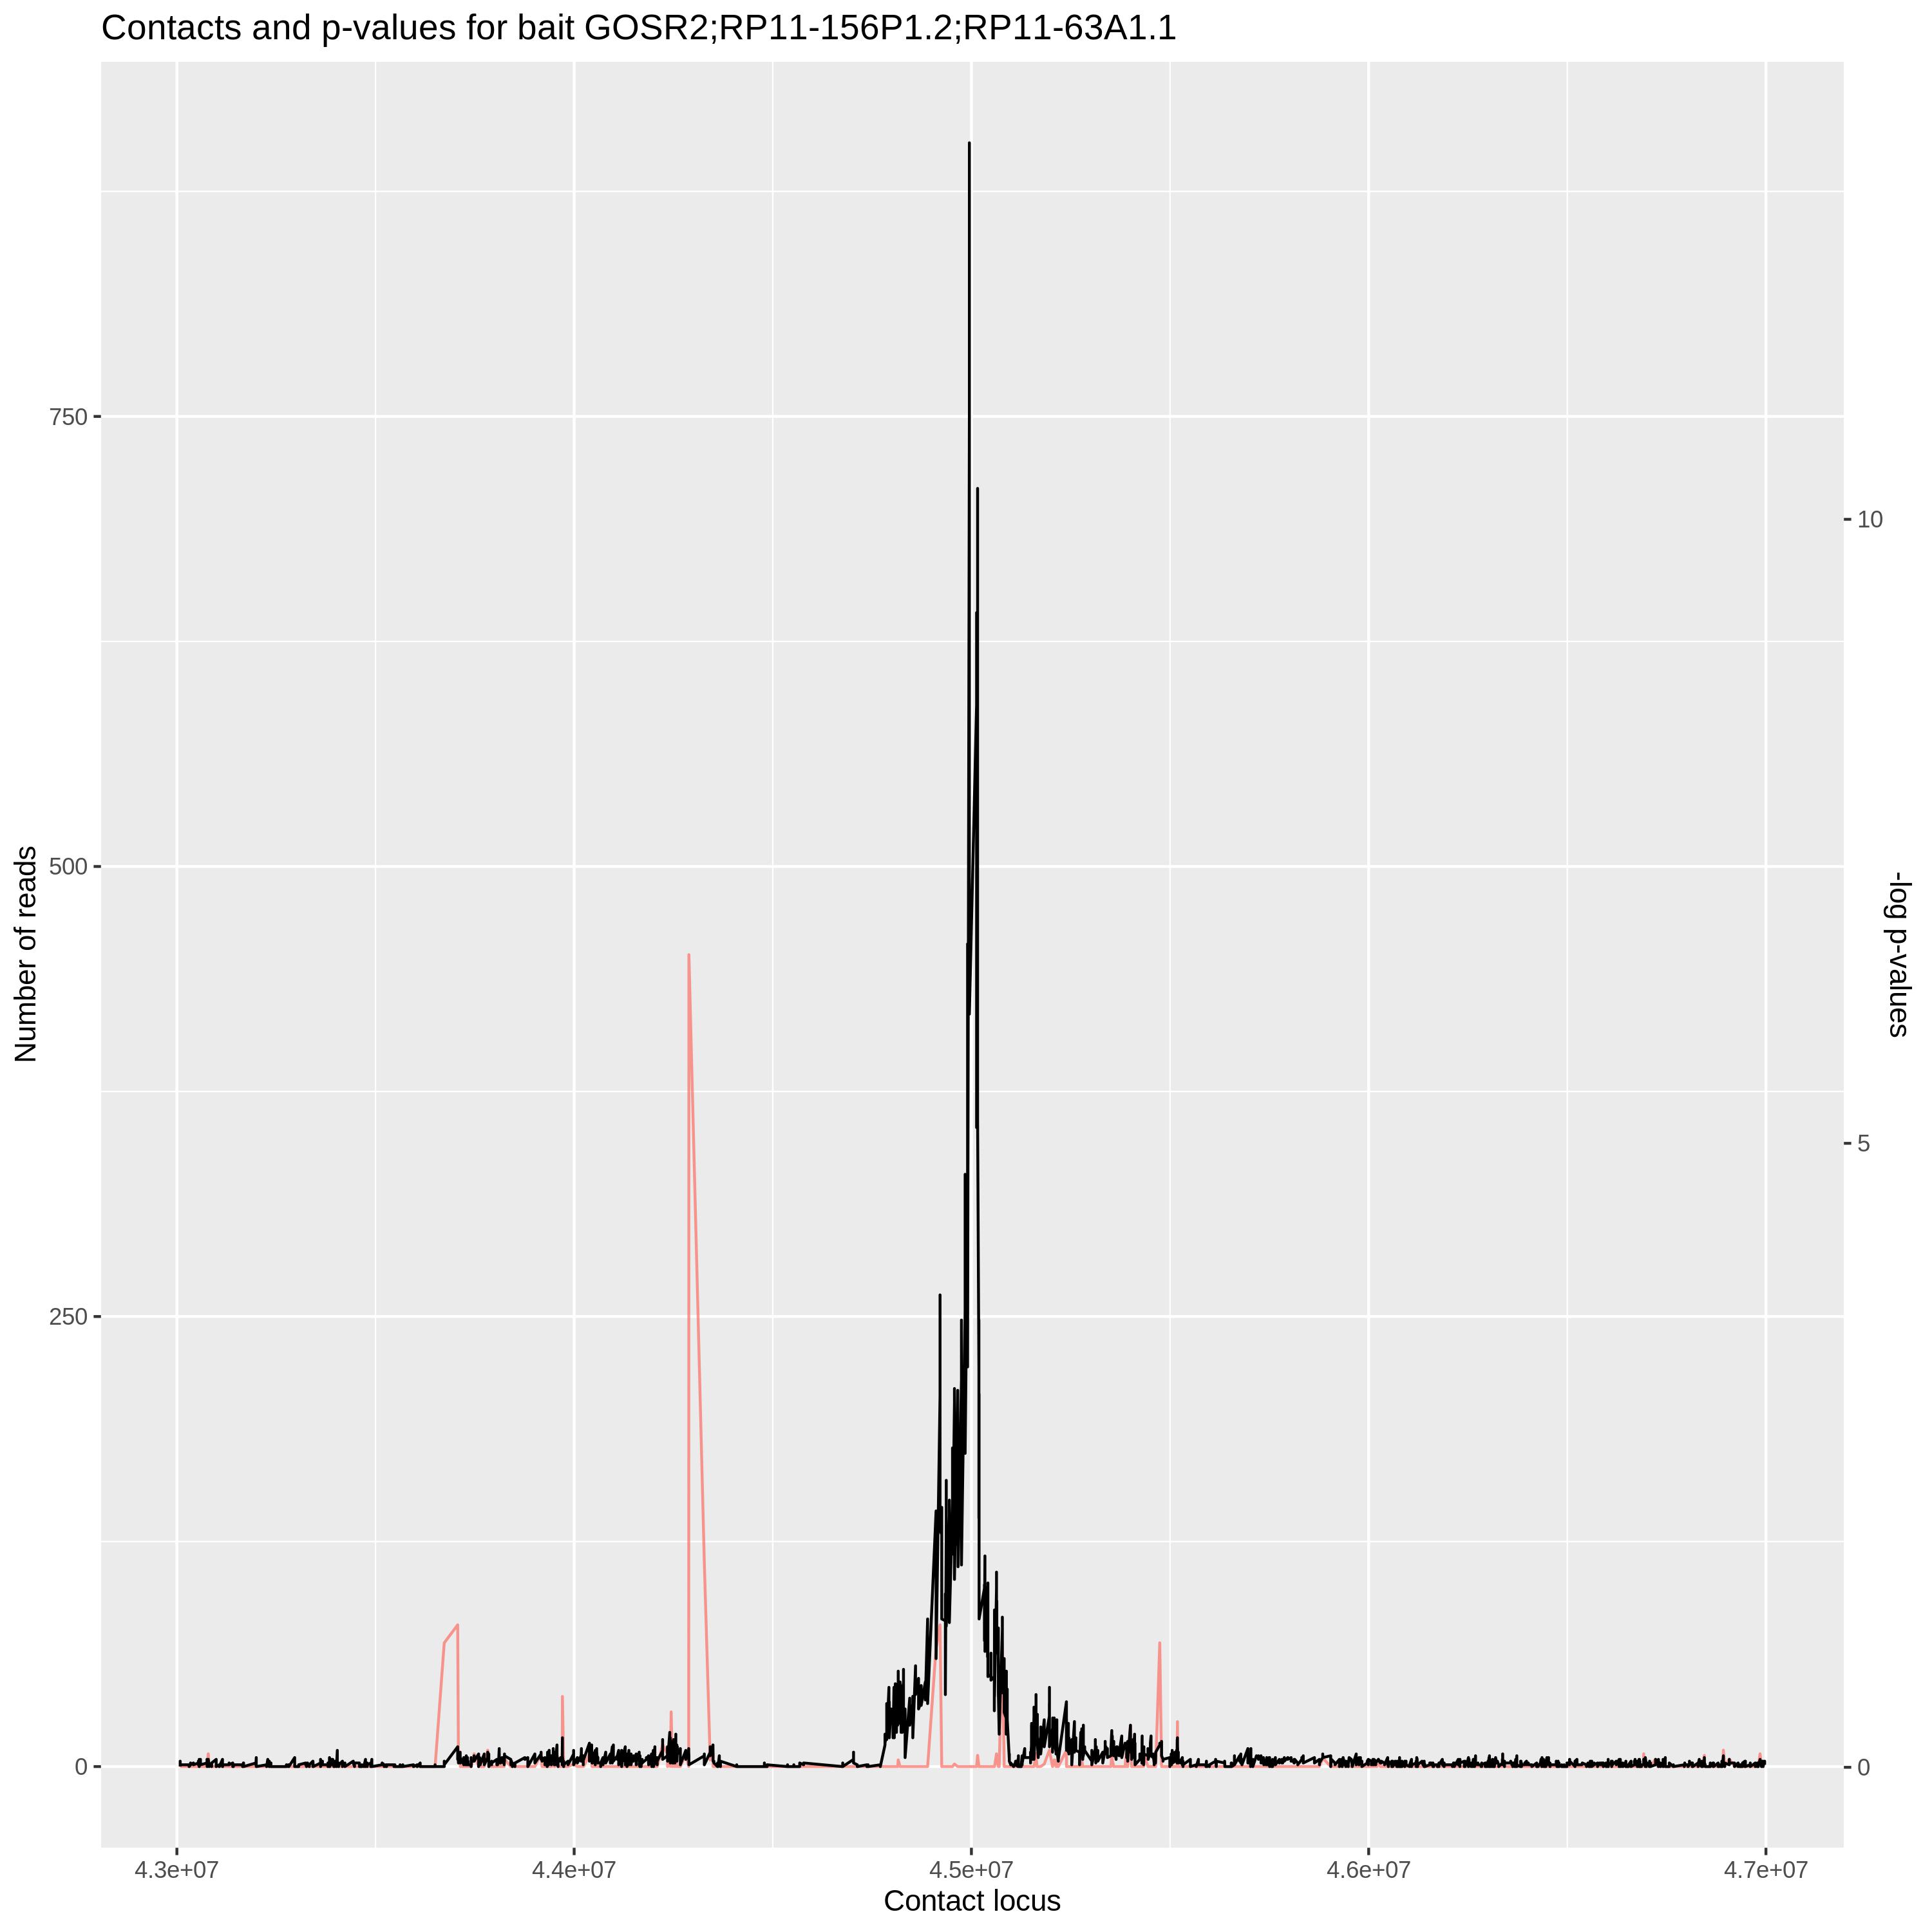 Contacts and p-values for bait GOSR2;RP11-156P1.2;RP11-63A1.1
Number of reads
750
500
250
0
10
5
0
-log p-values
4.3e+07
4.4e+07
4.5e+07
4.6e+07
4.7e+07
Contact locus